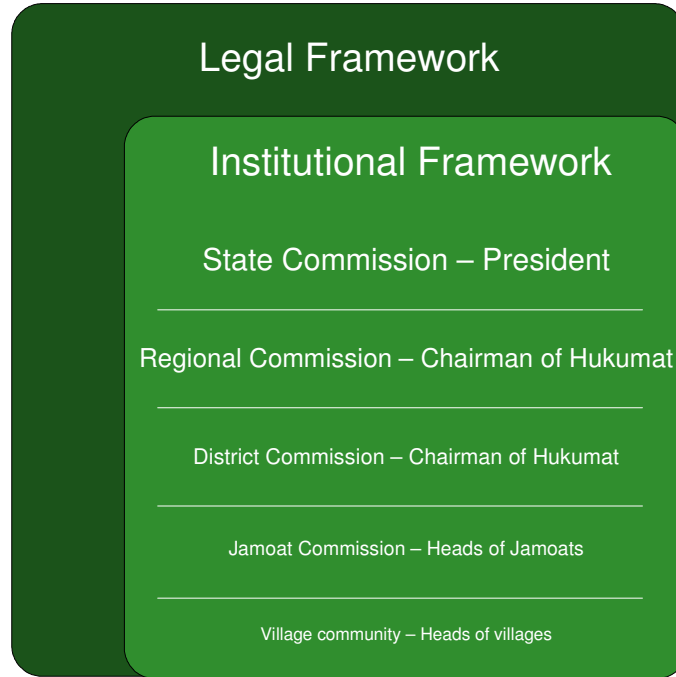 Legal Framework
Institutional Framework
State Commission – President
Regional Commission – Chairman of Hukumat
District Commission – Chairman of Hukumat
Jamoat Commission – Heads of Jamoats
Village community – Heads of villages